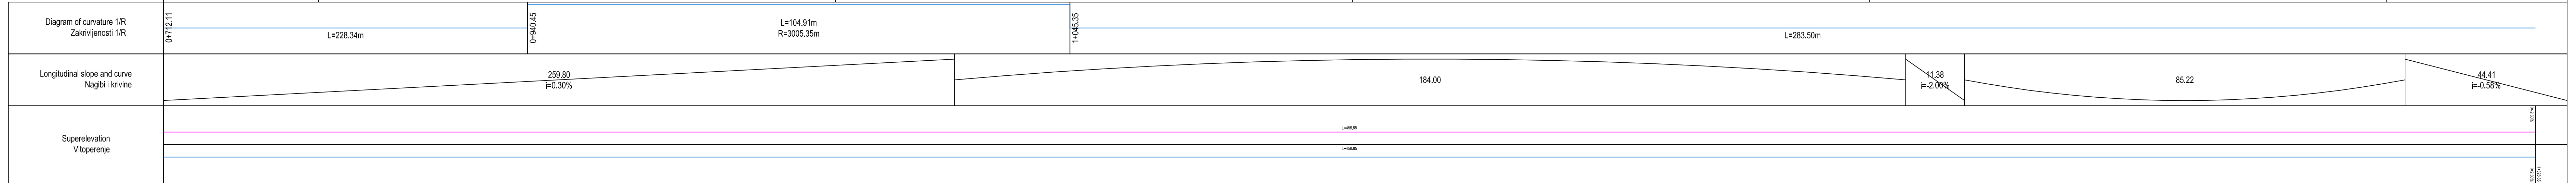 Diagram of curvature 1/R
Zakrivljenosti 1/R
0+712.11
L=228.34m
0+940.45
L=104.91m
R=3005.35m
1+045.35
L=283.50m
Longitudinal slope and curve
Nagibi i krivine
259.80
i=0.30%
184.00
11.38
i=-2.00%
85.22
44.41
i=-0.58%
Superelevation
Vitoperenje